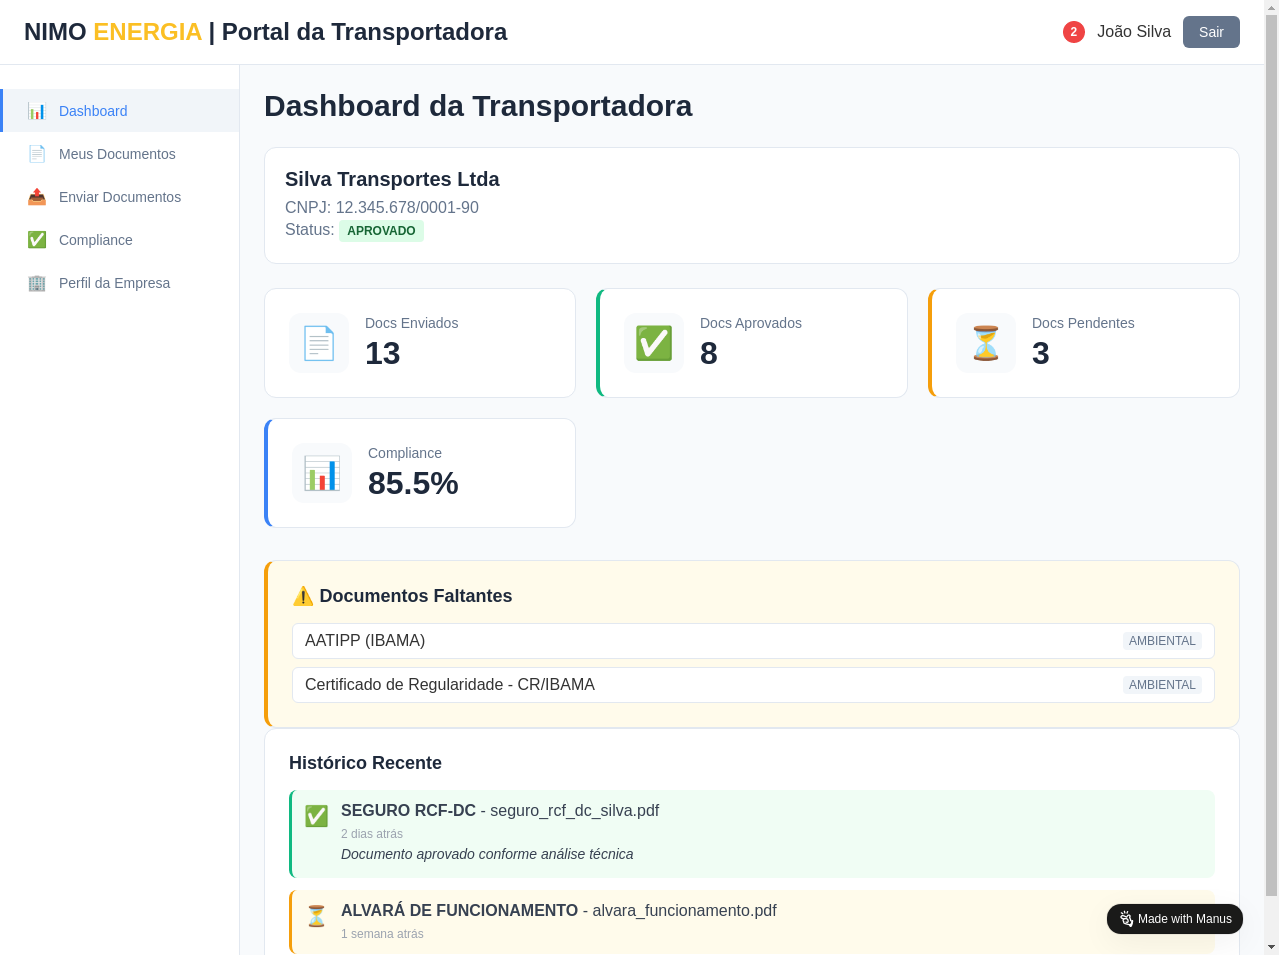 NIMO ENERGIA | Portal da Transportadora
2 João Silva Sair
Dashboard
Meus Documentos
Enviar Documentos
Compliance
Perfil da Empresa
Dashboard da Transportadora
Silva Transportes Ltda
CNPJ: 12.345.678/0001-90
Status: APROVADO
Docs Enviados
13
Docs Aprovados
8
Docs Pendentes
3
Compliance
85.5%
Documentos Faltantes
AATIPP (IBAMA) AMBIENTAL
Certificado de Regularidade - CR/IBAMA AMBIENTAL
Histórico Recente
SEGURO RCF-DC - seguro_rcf_dc_silva.pdf
2 dias atrás
Documento aprovado conforme análise técnica
ALVARÁ DE FUNCIONAMENTO - alvara_funcionamento.pdf
1 semana atrás
Made with Manus